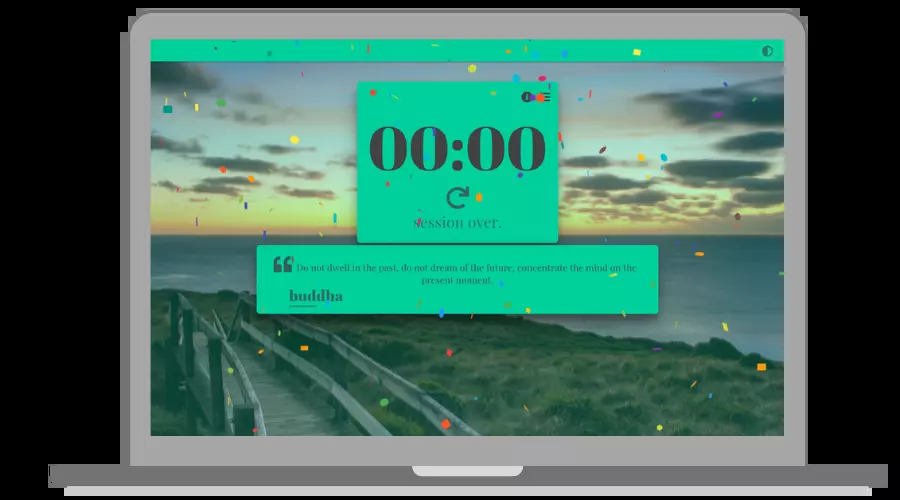 00:00
session over.
Do not dwell in the past, do not dream of the future, concentrate the mind on the
present moment.
buddha